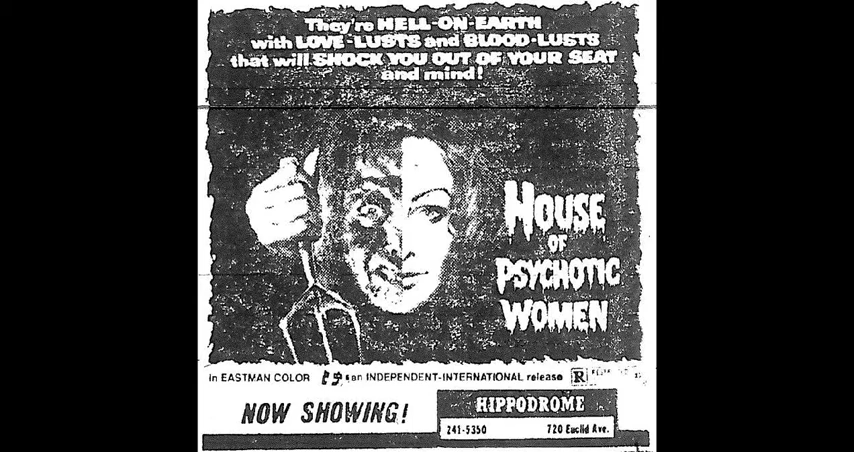 They're HELL-ON-EARTH
with LOVE-LUSTS and BLOOD-LUSTS
that will SHOCK YOU OUT OF YOUR SEAT
and mind!
HOUSE
OF
PSYCHOTIC
WOMEN
in EASTMAN COLOR an INDEPENDENT-INTERNATIONAL release R
NOW SHOWING!
HIPPODROME
241-5350 720 Euclid Ave.